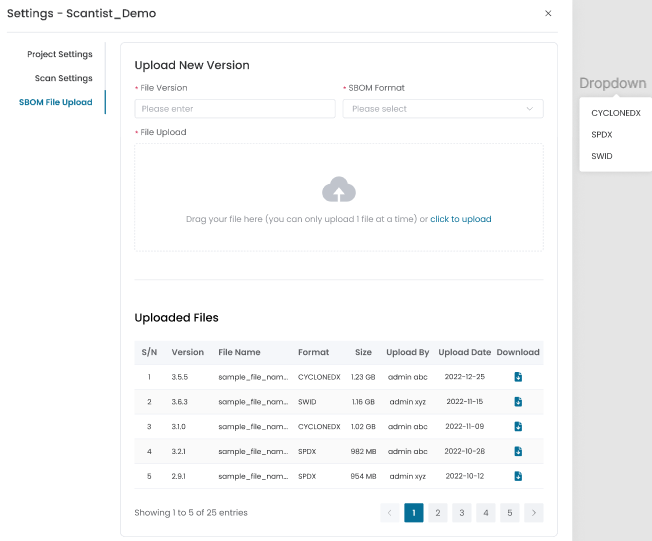 Settings - Scantist_Demo
Project Settings
Scan Settings
SBOM File Upload
Upload New Version
* File Version
* SBOM Format
Please enter
Please select
* File Upload
Drag your file here (you can only upload 1 file at a time) or click to upload
Uploaded Files
S/N Version File Name Format Size Upload By Upload Date Download
1 3.5.5 sample_file_nam... CYCLONEDX 1.23 GB admin abc 2022-12-25
2 3.6.3 sample_file_nam... SWID 1.16 GB admin xyz 2022-11-15
3 3.1.0 sample_file_nam... CYCLONEDX 1.02 GB admin abc 2022-11-09
4 3.2.1 sample_file_nam... SPDX 982 MB admin abc 2022-10-28
5 2.9.1 sample_file_nam... SPDX 954 MB admin xyz 2022-10-12
Showing 1 to 5 of 25 entries
< 1 2 3 4 5 >
Dropdown
CYCLONEDX
SPDX
SWID